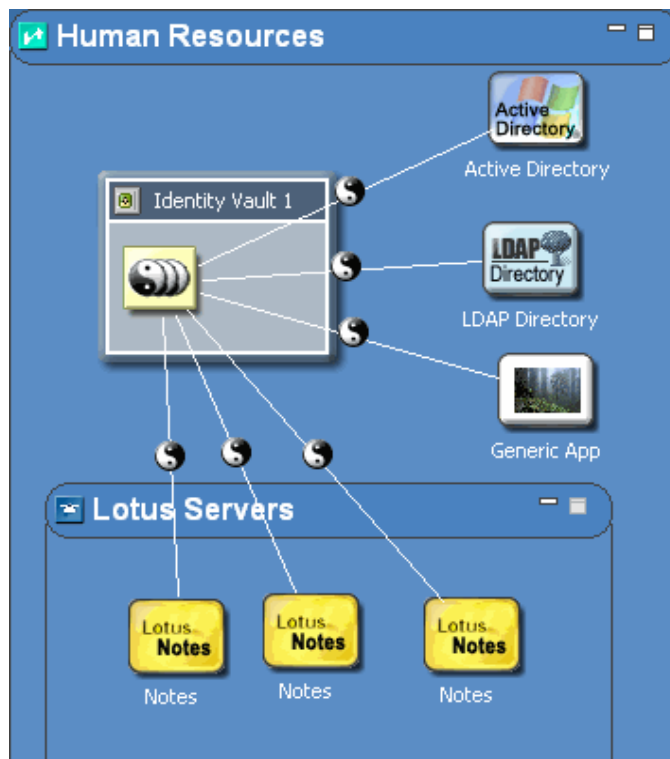 Human Resources
Active
Directory
Active Directory
Identity Vault 1
LDAP
Directory
LDAP Directory
Generic App
Lotus Servers
Lotus
Notes
Notes
Lotus
Notes
Notes
Lotus
Notes
Notes